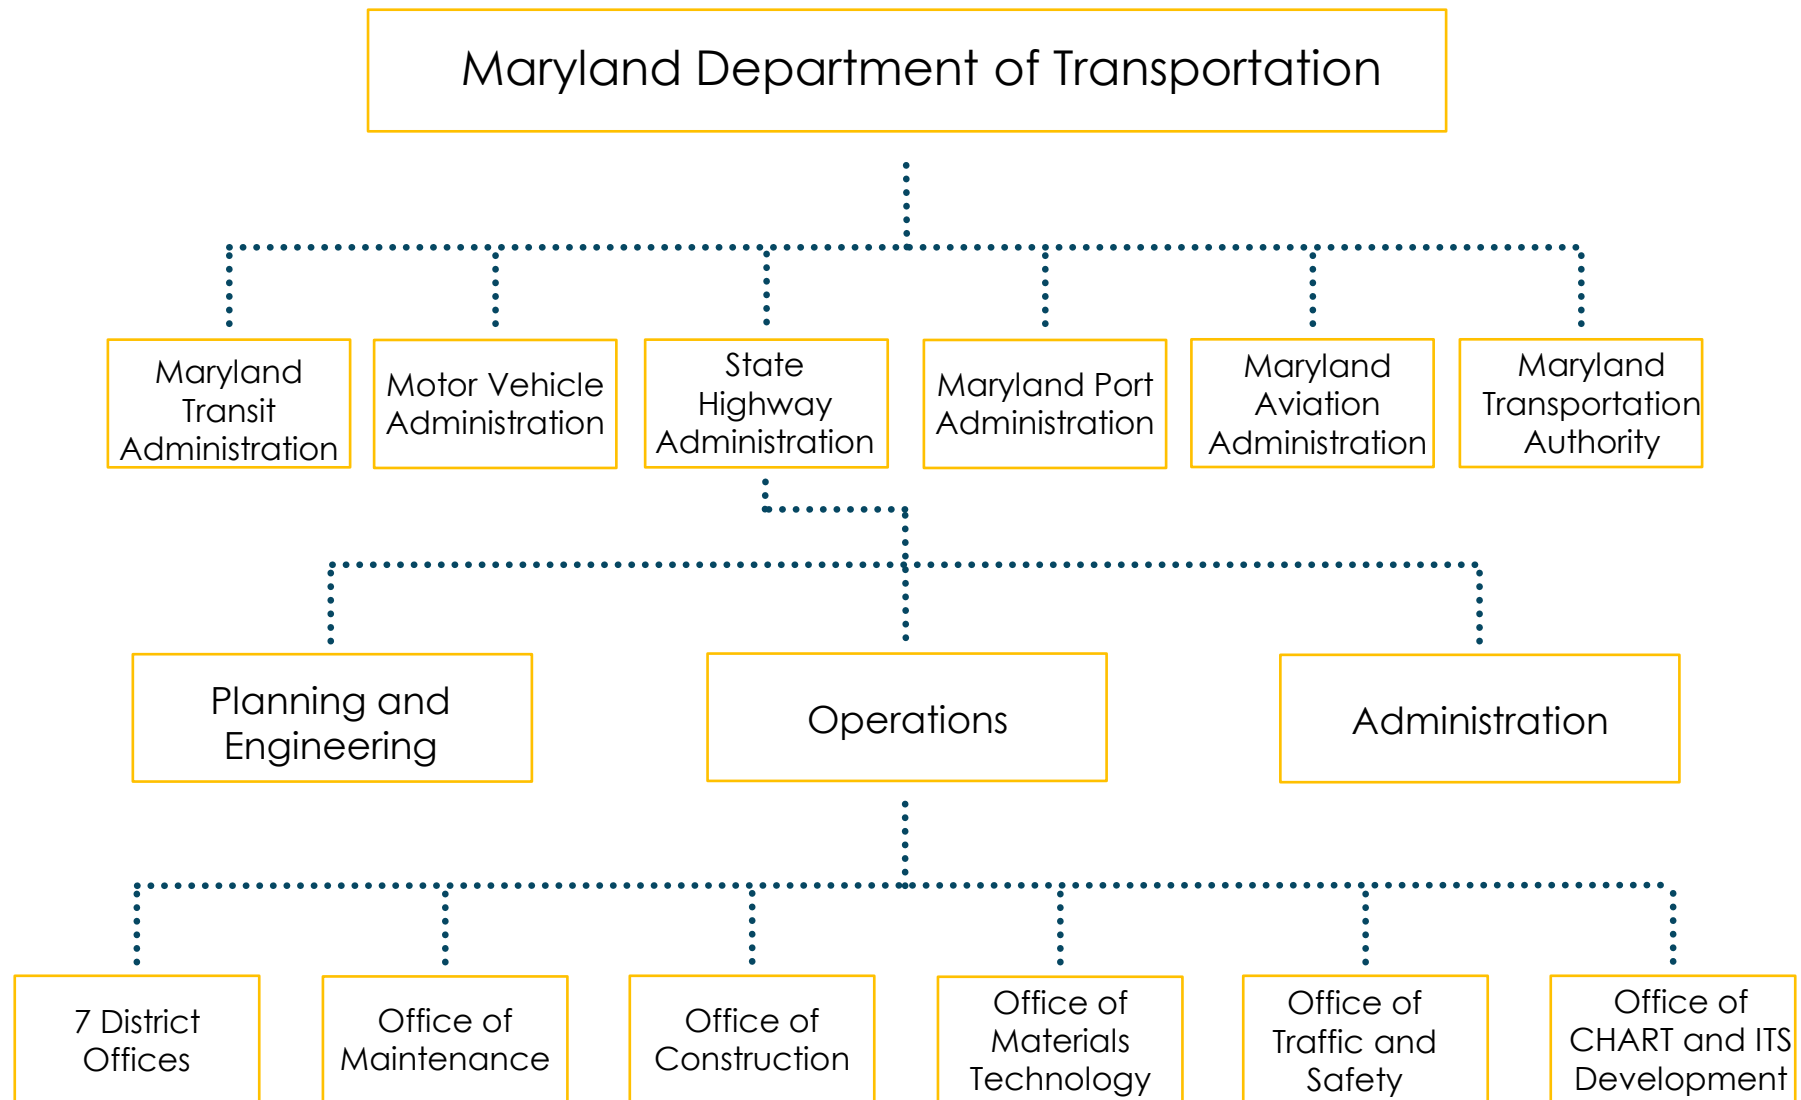 Maryland Department of Transportation
Maryland
Transit
Administration
Motor Vehicle
Administration
State
Highway
Administration
Maryland Port
Administration
Maryland
Aviation
Administration
Maryland
Transportation
Authority
Planning and
Engineering
Operations
Administration
7 District
Offices
Office of
Maintenance
Office of
Construction
Office of
Materials
Technology
Office of
Traffic and
Safety
Office of
CHART and ITS
Development